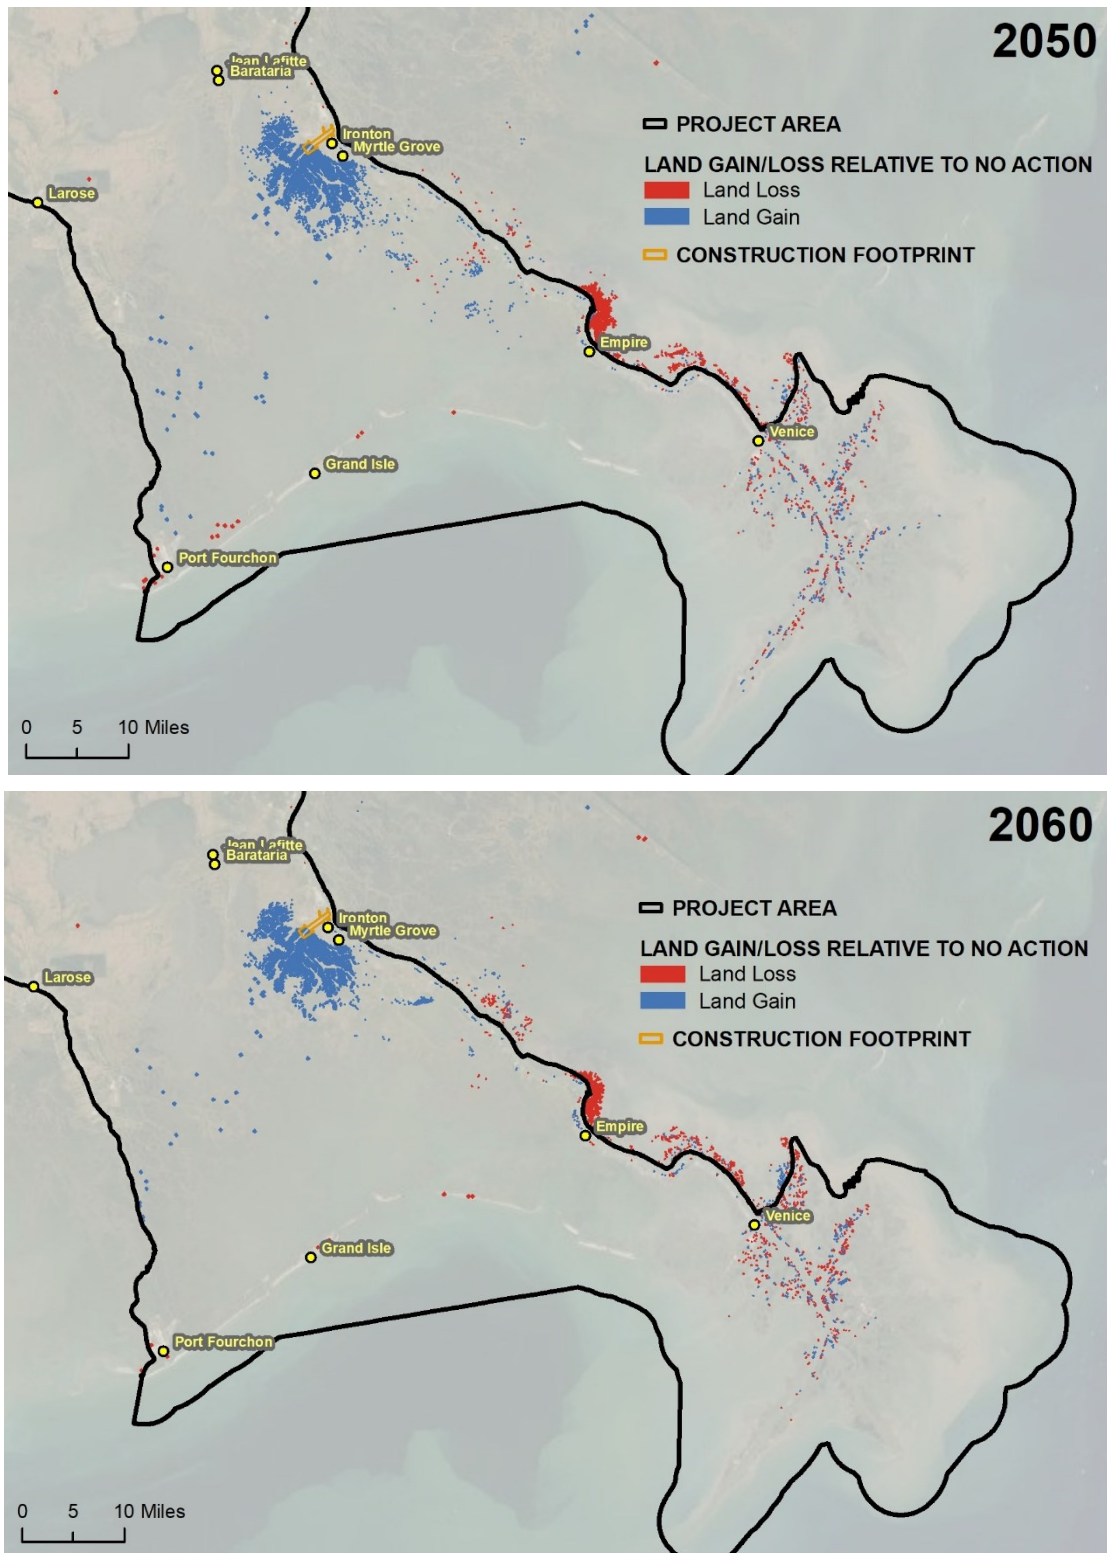 2050
Jean Lafitte
Barataria
PROJECT AREA
Ironton
Myrtle Grove
LAND GAIN/LOSS RELATIVE TO NO ACTION
Larose
Land Loss
Land Gain
CONSTRUCTION FOOTPRINT
Empire
Venice
Grand Isle
Port Fourchon
0 5 10 Miles
2060
Jean Lafitte
Barataria
PROJECT AREA
Ironton
Myrtle Grove
LAND GAIN/LOSS RELATIVE TO NO ACTION
Larose
Land Loss
Land Gain
CONSTRUCTION FOOTPRINT
Empire
Venice
Grand Isle
Port Fourchon
0 5 10 Miles